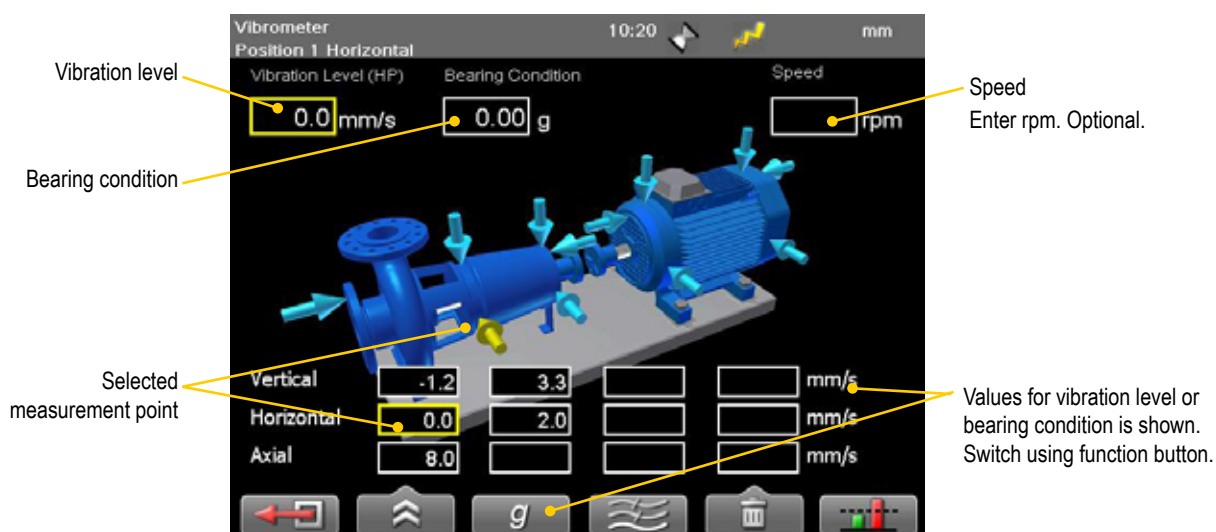 Vibrometer
10:20
mm
Position 1 Horizontal
Vibration level
Vibration Level (HP)
Bearing Condition
Speed
0.0 mm/s
0.00 g
rpm
Speed
Enter rpm. Optional.
Bearing condition
Selected
measurement point
Vertical -1.2 3.3 mm/s
Horizontal 0.0 2.0 mm/s
Axial 8.0 mm/s
Values for vibration level or
bearing condition is shown.
Switch using function button.
g